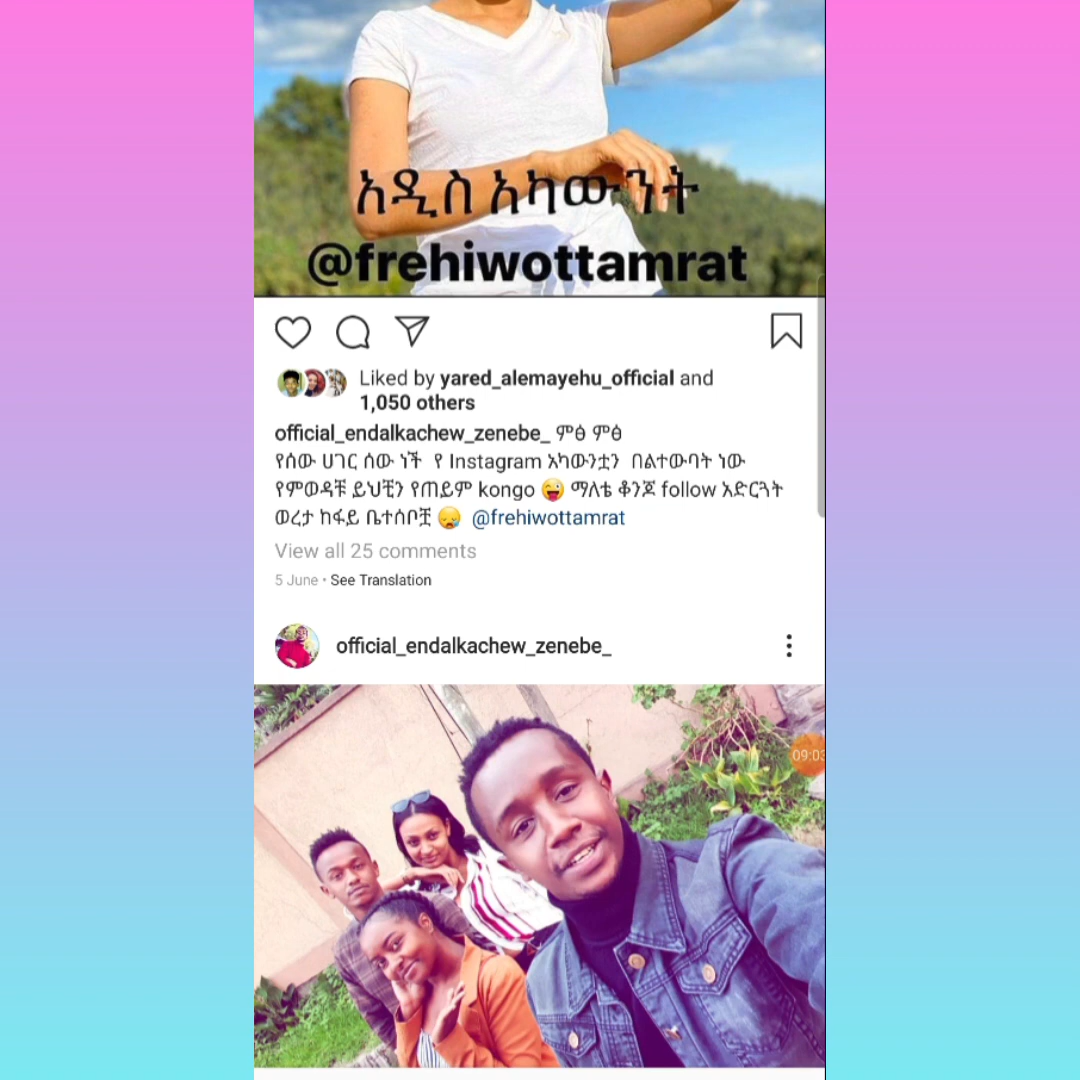 አዲስ አካውንት
@frehiwottamrat
Liked by yared_alemayehu_official and
1,050 others
official_endalkachew_zenebe_ ምፅ ምፅ
የሰው ሀገር ሰው ነች የ Instagram አካውንቷን በልተውባት ነው
የምወዳቹ ይህቺን የጠይም kongo 😜 ማለቴ ቆንጆ follow አድርጓት
ወረታ ከፋይ ቤተሰቦቿ 😪 @frehiwottamrat
View all 25 comments
5 June • See Translation
official_endalkachew_zenebe_
09:03